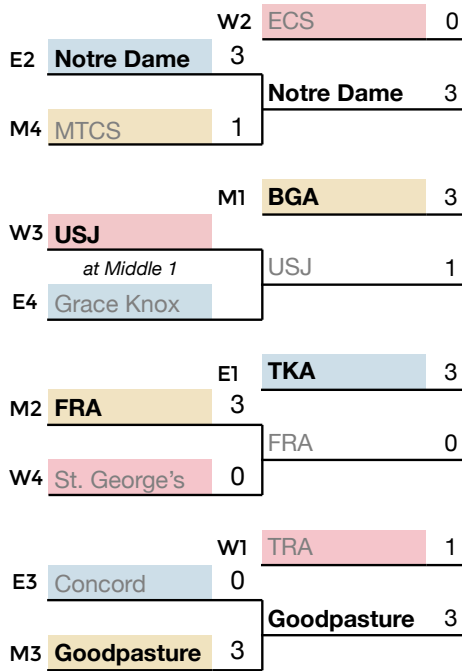 W2 ECS 0
E2 Notre Dame 3
Notre Dame 3
M4 MTCS 1
M1 BGA 3
W3 USJ
at Middle 1
USJ 1
E4 Grace Knox
E1 TKA 3
M2 FRA 3
FRA 0
W4 St. George's 0
W1 TRA 1
E3 Concord 0
Goodpasture 3
M3 Goodpasture 3